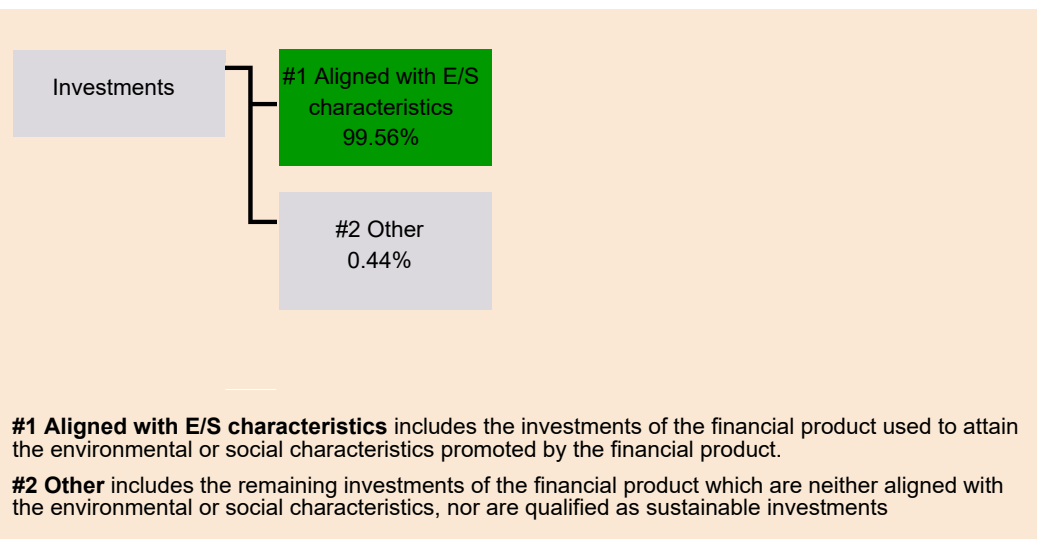 Investments
#1 Aligned with E/S
characteristics
99.56%
#2 Other
0.44%
#1 Aligned with E/S characteristics includes the investments of the financial product used to attain
the environmental or social characteristics promoted by the financial product.
#2 Other includes the remaining investments of the financial product which are neither aligned with
the environmental or social characteristics, nor are qualified as sustainable investments